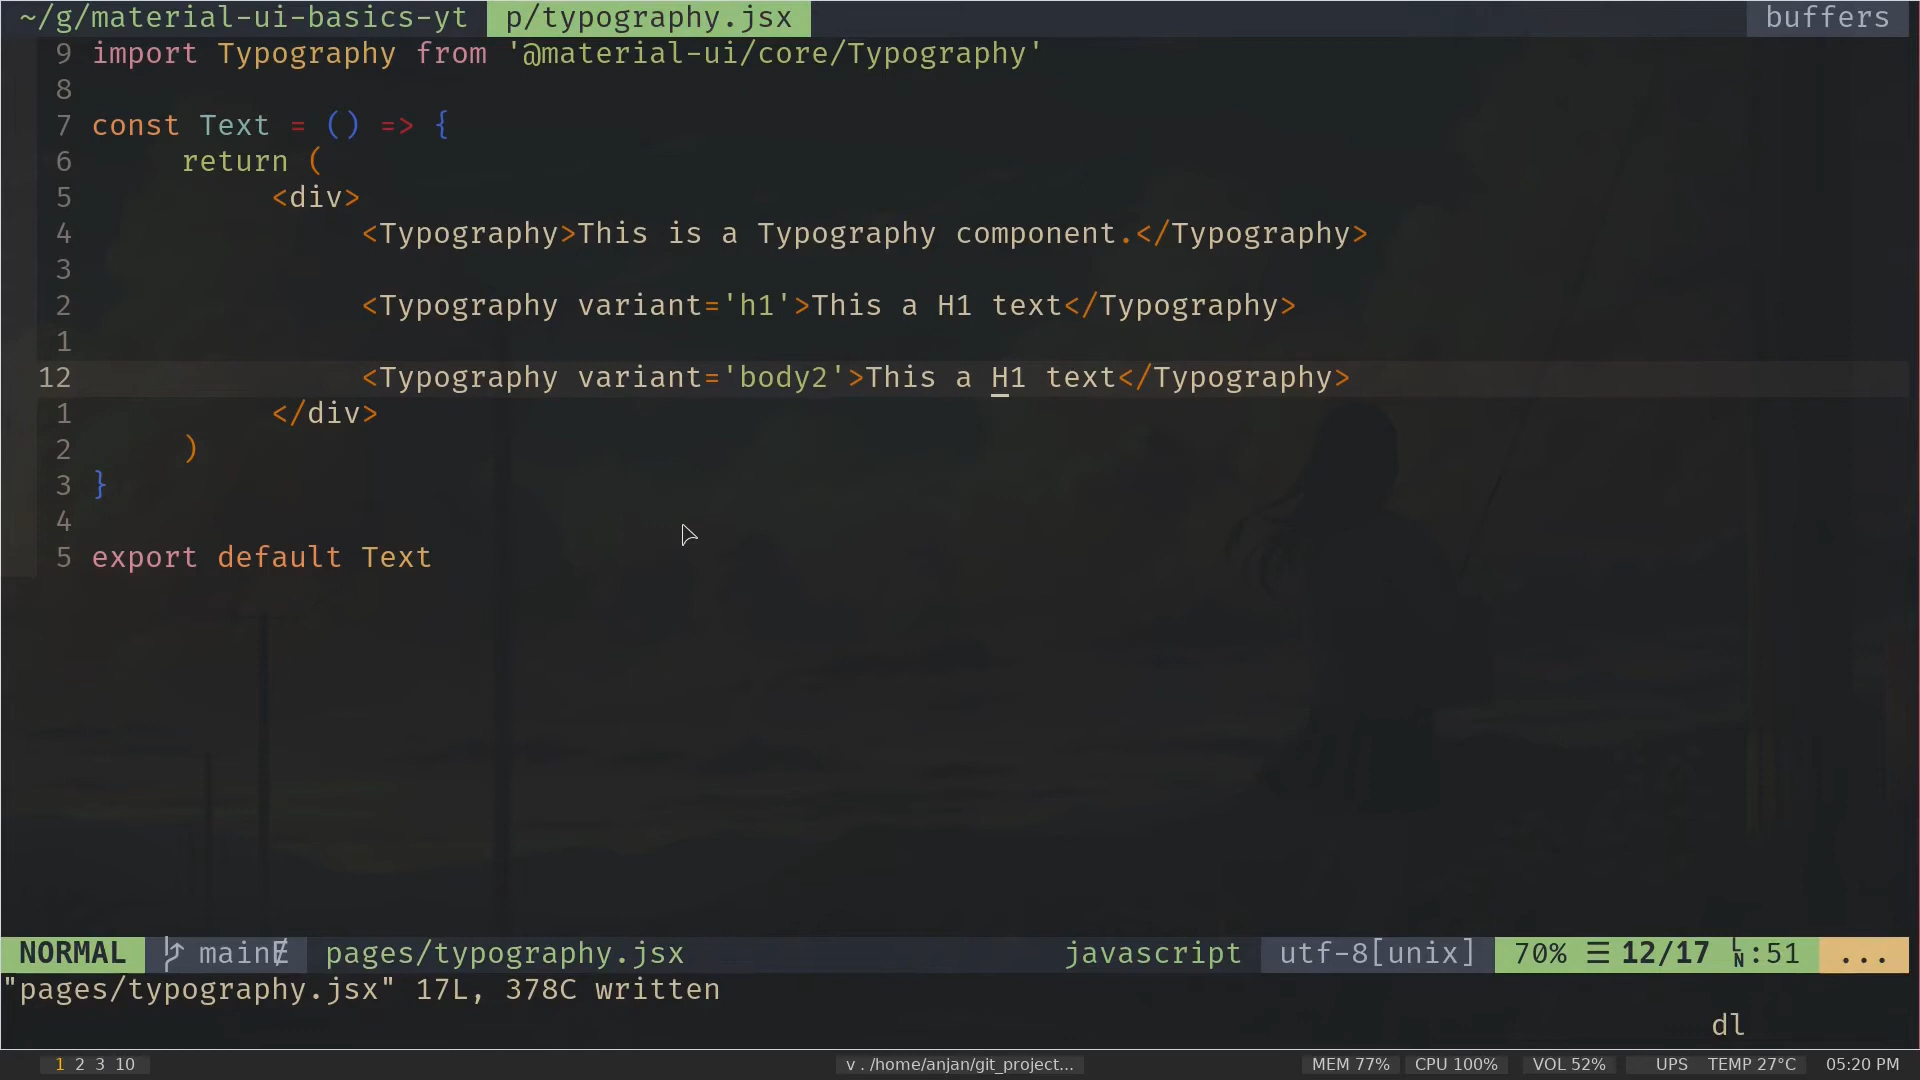 ~/g/material-ui-basics-yt p/typography.jsx buffers
9 import Typography from '@material-ui/core/Typography'
8
7 const Text = () => {
6 return (
5 <div>
4 <Typography>This is a Typography component.</Typography>
3
2 <Typography variant='h1'>This a H1 text</Typography>
1
12 <Typography variant='body2'>This a H1 text</Typography>
1 </div>
2 )
3 }
4
5 export default Text
NORMAL main pages/typography.jsx javascript utf-8[unix] 70% ☰ 12/17 :51 ...
"pages/typography.jsx" 17L, 378C written
dl
1 2 3 10 v . /home/anjan/git_project... MEM 77% CPU 100% VOL 52% UPS TEMP 27°C 05:20 PM